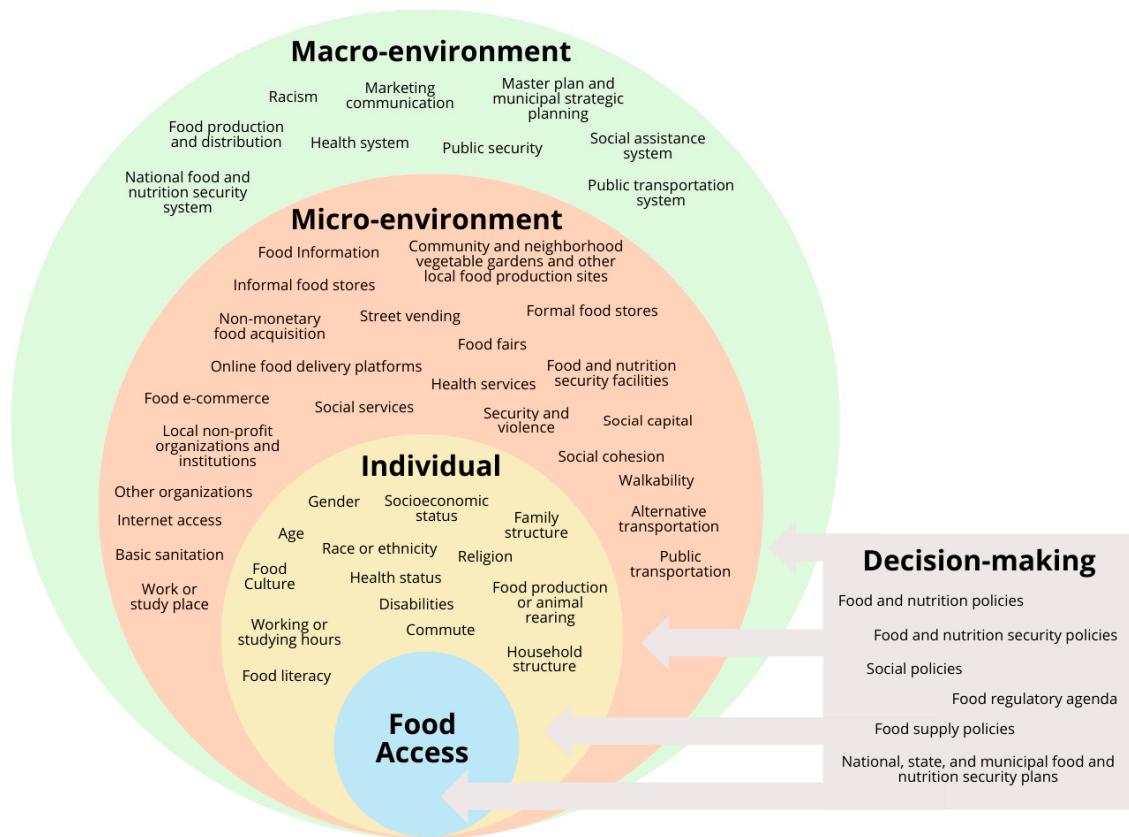 Macro-environment
Racism
Marketing
communication
Master plan and
municipal strategic
planning
Food production
and distribution
Health system
Public security
Social assistance
system
National food and
nutrition security
system
Public transportation
system
Micro-environment
Food Information
Community and neighborhood
vegetable gardens and other
local food production sites
Informal food stores
Non-monetary
food acquisition
Street vending
Formal food stores
Food fairs
Online food delivery platforms
Food and nutrition
security facilities
Health services
Food e-commerce
Social services
Security and
violence
Social capital
Local non-profit
organizations and
institutions
Social cohesion
Walkability
Other organizations
Internet access
Alternative
transportation
Basic sanitation
Public
transportation
Work or
study place
Individual
Gender
Socioeconomic
status
Family
structure
Age
Race or ethnicity
Religion
Food
Culture
Health status
Food production
or animal
rearing
Disabilities
Working or
studying hours
Commute
Household
structure
Food literacy
Food
Access
Decision-making
Food and nutrition policies
Food and nutrition security policies
Social policies
Food regulatory agenda
Food supply policies
National, state, and municipal food and
nutrition security plans